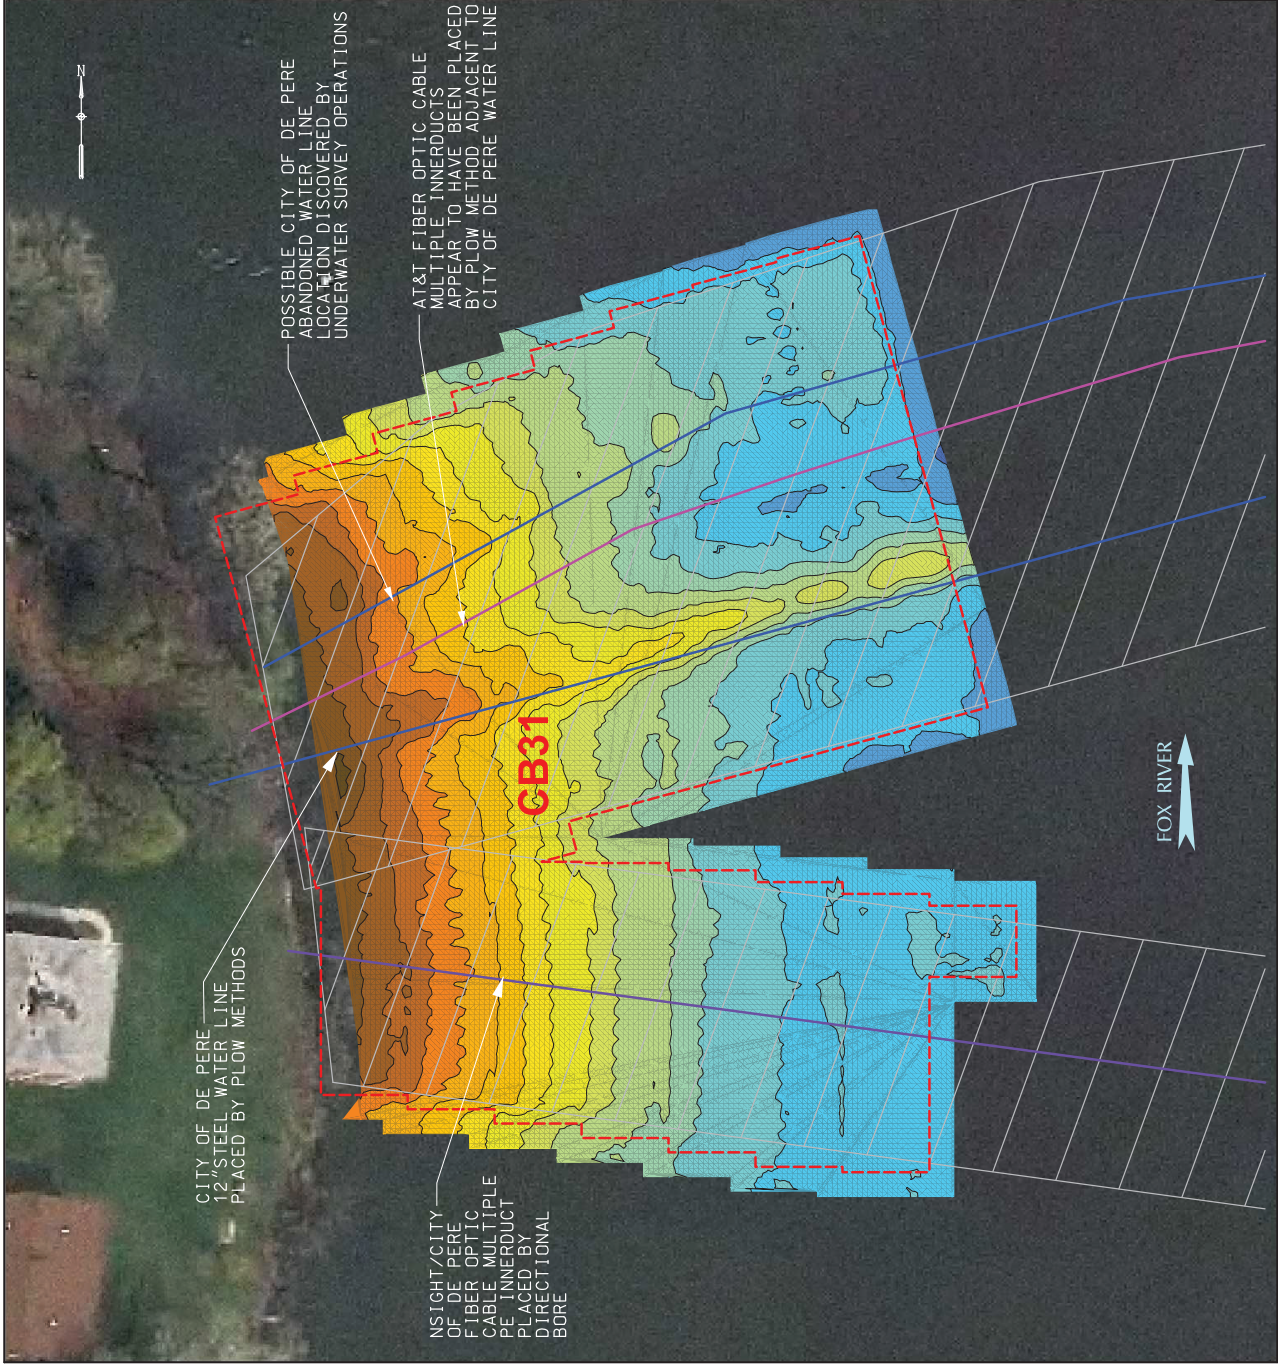 N
POSSIBLE CITY OF DE PERE
ABANDONED WATER LINE
LOCATION DISCOVERED BY
UNDERWATER SURVEY OPERATIONS
AT&T FIBER OPTIC CABLE
MULTIPLE INNERDUCTS
APPEAR TO HAVE BEEN PLACED
BY PLOW METHOD ADJACENT TO
CITY OF DE PERE WATER LINE
CITY OF DE PERE
12"STEEL WATER LINE
PLACED BY PLOW METHODS
CB31
FOX RIVER
NSIGHT/CITY
OF DE PERE
FIBER OPTIC
CABLE MULTIPLE
PE INNERDUCT
PLACED BY
DIRECTIONAL
BORE